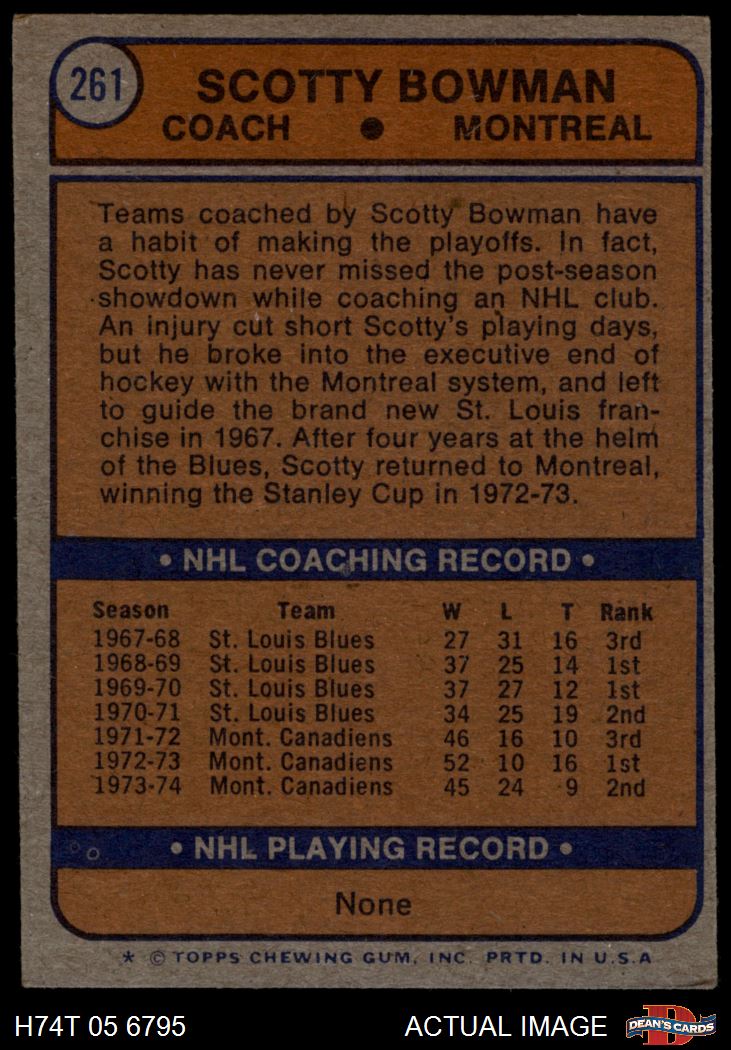 261
SCOTTY BOWMAN
COACH • MONTREAL
Teams coached by Scotty Bowman have
a habit of making the playoffs. In fact,
Scotty has never missed the post-season
showdown while coaching an NHL club.
An injury cut short Scotty's playing days,
but he broke into the executive end of
hockey with the Montreal system, and left
to guide the brand new St. Louis fran-
chise in 1967. After four years at the helm
of the Blues, Scotty returned to Montreal,
winning the Stanley Cup in 1972-73.
• NHL COACHING RECORD •
Season Team W L T Rank
1967-68 St. Louis Blues 27 31 16 3rd
1968-69 St. Louis Blues 37 25 14 1st
1969-70 St. Louis Blues 37 27 12 1st
1970-71 St. Louis Blues 34 25 19 2nd
1971-72 Mont. Canadiens 46 16 10 3rd
1972-73 Mont. Canadiens 52 10 16 1st
1973-74 Mont. Canadiens 45 24 9 2nd
• NHL PLAYING RECORD •
None
* © TOPPS CHEWING GUM, INC. PRTD. IN U.S.A
H74T 05 6795 ACTUAL IMAGE D DEAN'S CARDS